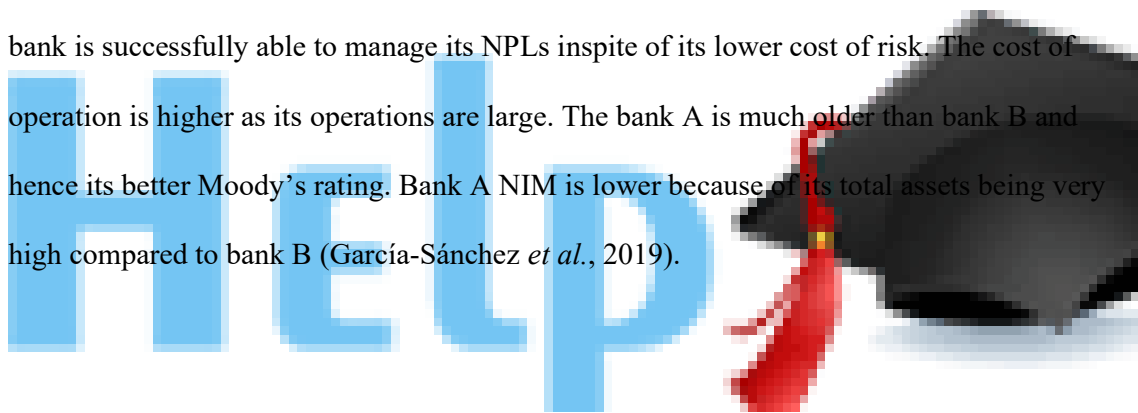 bank is successfully able to manage its NPLs inspite of its lower cost of risk. The cost of
operation is higher as its operations are large. The bank A is much older than bank B and
hence its better Moody’s rating. Bank A NIM is lower because of its total assets being very
high compared to bank B (García-Sánchez et al., 2019).
Help